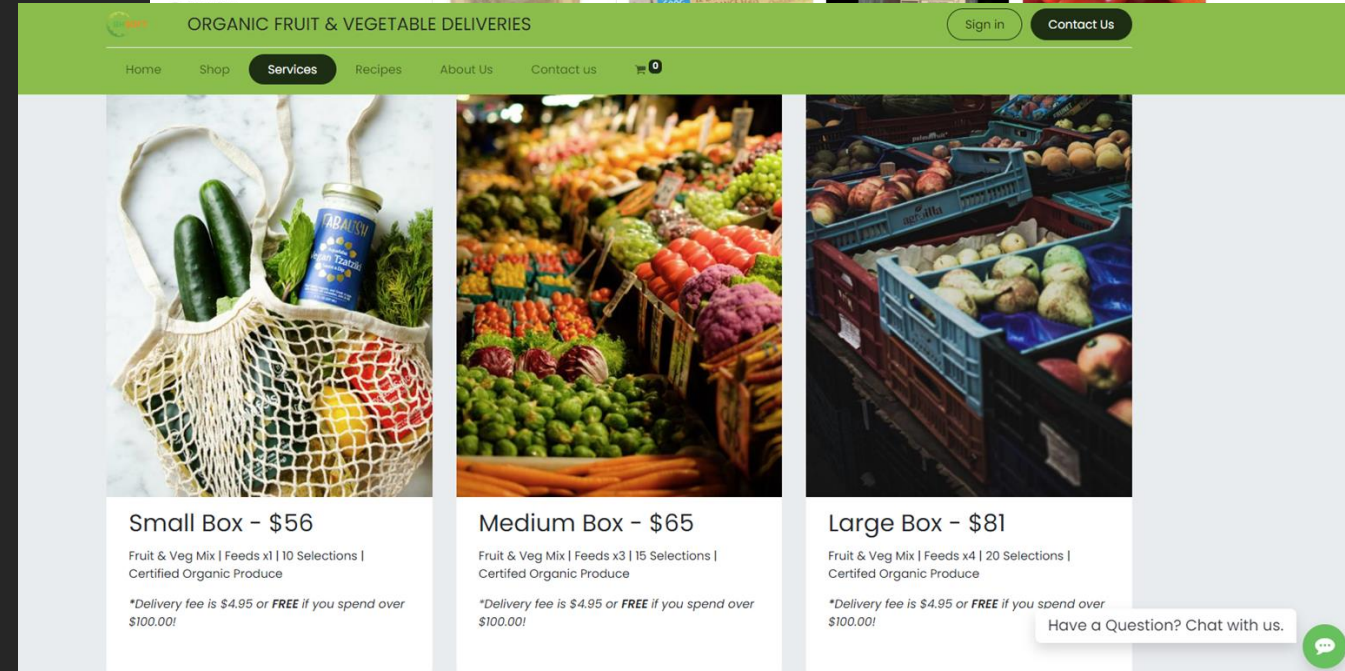 ORGANIC FRUIT & VEGETABLE DELIVERIES
Sign in
Contact Us
Home
Shop
Services
Recipes
About Us
Contact us
0
FABALISH
Vegan Tzatziki
agrovilla
Small Box - $56
Fruit & Veg Mix | Feeds x1 | 10 Selections |
Certified Organic Produce
*Delivery fee is $4.95 or FREE if you spend over
$100.00!
Medium Box - $65
Fruit & Veg Mix | Feeds x3 | 15 Selections |
Certifed Organic Produce
*Delivery fee is $4.95 or FREE if you spend over
$100.00!
Large Box - $81
Fruit & Veg Mix | Feeds x4 | 20 Selections |
Certifed Organic Produce
*Delivery fee is $4.95 or FREE if you spend over
$100.00!
Have a Question? Chat with us.